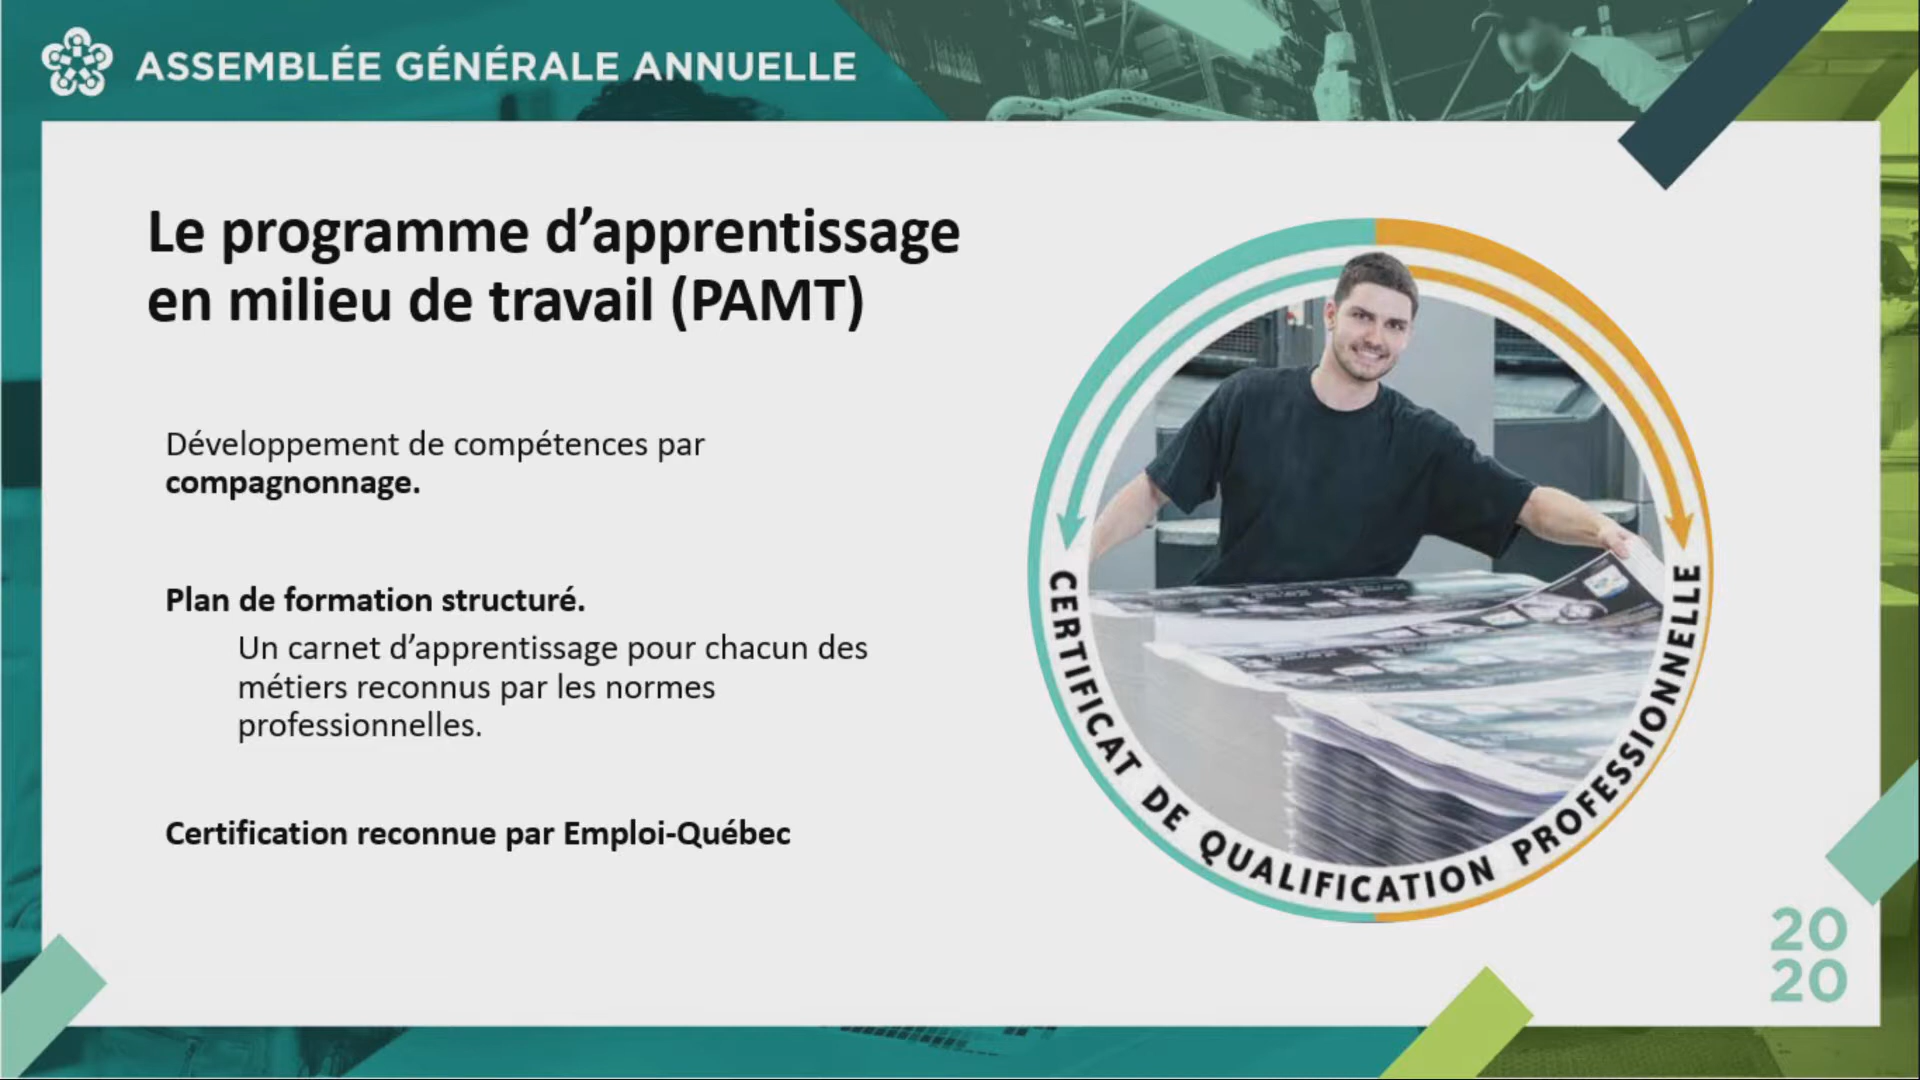 ASSEMBLÉE GÉNÉRALE ANNUELLE
Le programme d’apprentissage
en milieu de travail (PAMT)
Développement de compétences par
compagnonnage.
Plan de formation structuré.
Un carnet d’apprentissage pour chacun des
métiers reconnus par les normes
professionnelles.
Certification reconnue par Emploi-Québec
CERTIFICAT DE QUALIFICATION PROFESSIONNELLE
20
20